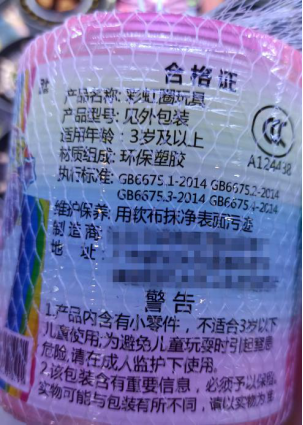 合格证
产品名称: 彩虹圈玩具
产品型号: 见外包装
适用年龄: 3岁及以上
材质组成: 环保塑胶
A12443
执行标准: GB6675.1-2014 GB6675.2-2014
GB6675.3-2014 GB6675.4-2014
维护保养: 用软布抹净表面污迹
制造商:
地址:
警告
1.产品内含有小零件，不适合3岁以下
儿童使用;为避免儿童玩耍时引起窒息
危险,请在成人监护下使用。
2.该包装含有重要信息，必须予以保留,
实物可能与包装有所不同，请以实物为准